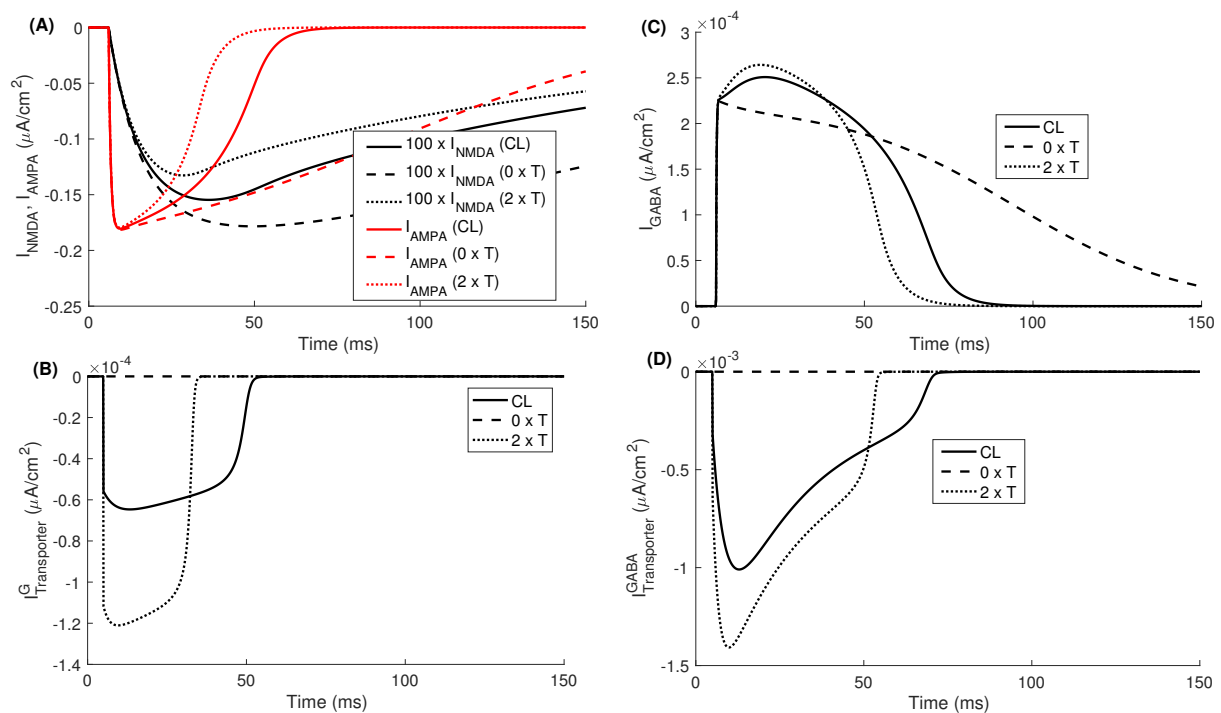 (A)
0
-0.05
-0.1
-0.15
-0.2
-0.25
I_NMDA, I_AMPA (μA/cm²)
0
50
100
150
Time (ms)
100 x I_NMDA (CL)
100 x I_NMDA (0 x T)
100 x I_NMDA (2 x T)
I_AMPA (CL)
I_AMPA (0 x T)
I_AMPA (2 x T)
(C)
×10⁻⁴
3
2.5
2
1.5
1
0.5
0
I_GABA (μA/cm²)
0
50
100
150
Time (ms)
CL
0 x T
2 x T
(B)
×10⁻⁴
0
-0.2
-0.4
-0.6
-0.8
-1
-1.2
-1.4
I^G_Transporter (μA/cm²)
0
50
100
150
Time (ms)
CL
0 x T
2 x T
(D)
×10⁻³
0
-0.5
-1
-1.5
I^GABA_Transporter (μA/cm²)
0
50
100
150
Time (ms)
CL
0 x T
2 x T